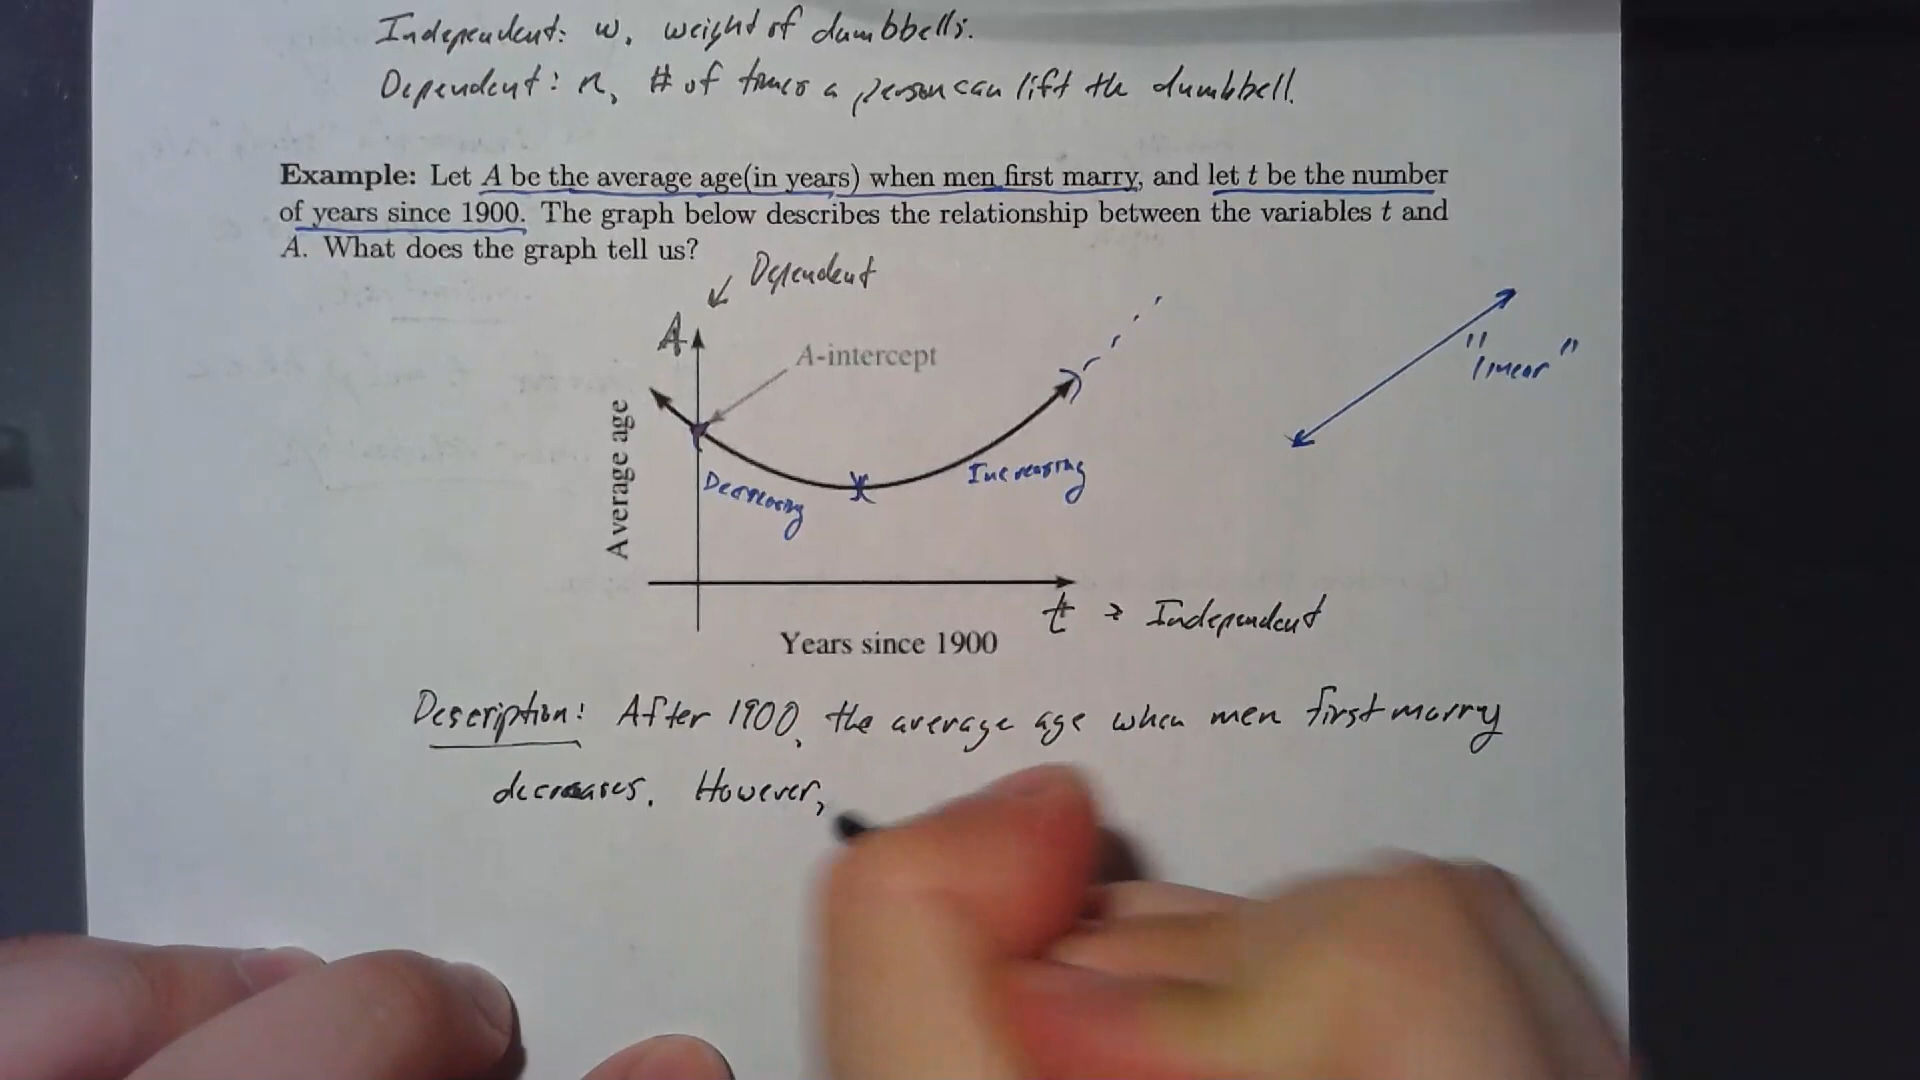 Independent: w, weight of dumbbells.
Dependent: n, # of times a person can lift the dumbbell.
Example: Let A be the average age(in years) when men first marry, and let t be the number
of years since 1900. The graph below describes the relationship between the variables t and
A. What does the graph tell us?
Dependent
A
A-intercept
"linear"
Average age
Decreasing
Increasing
t
Independent
Years since 1900
Description: After 1900, the average age when men first marry
decreases. However,